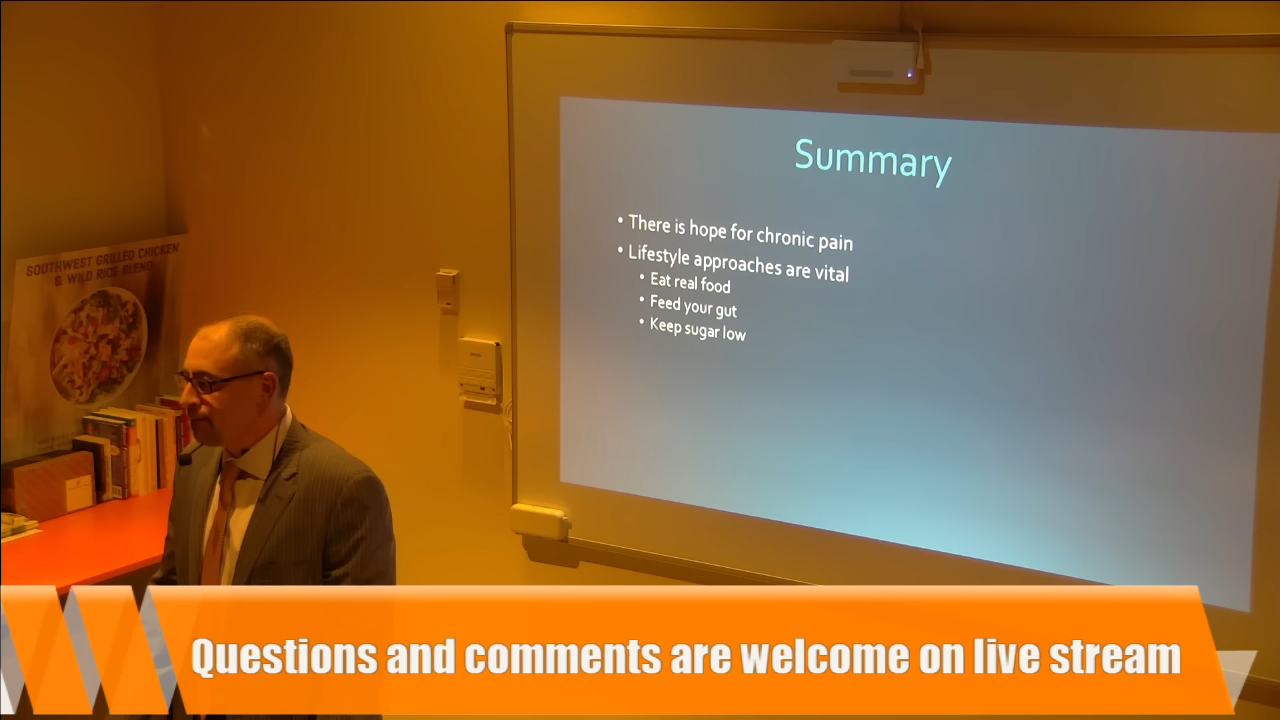 SOUTHWEST GRILLED CHICKEN
& WILD RICE BLEND
Summary
• There is hope for chronic pain
• Lifestyle approaches are vital
• Eat real food
• Feed your gut
• Keep sugar low
Questions and comments are welcome on live stream